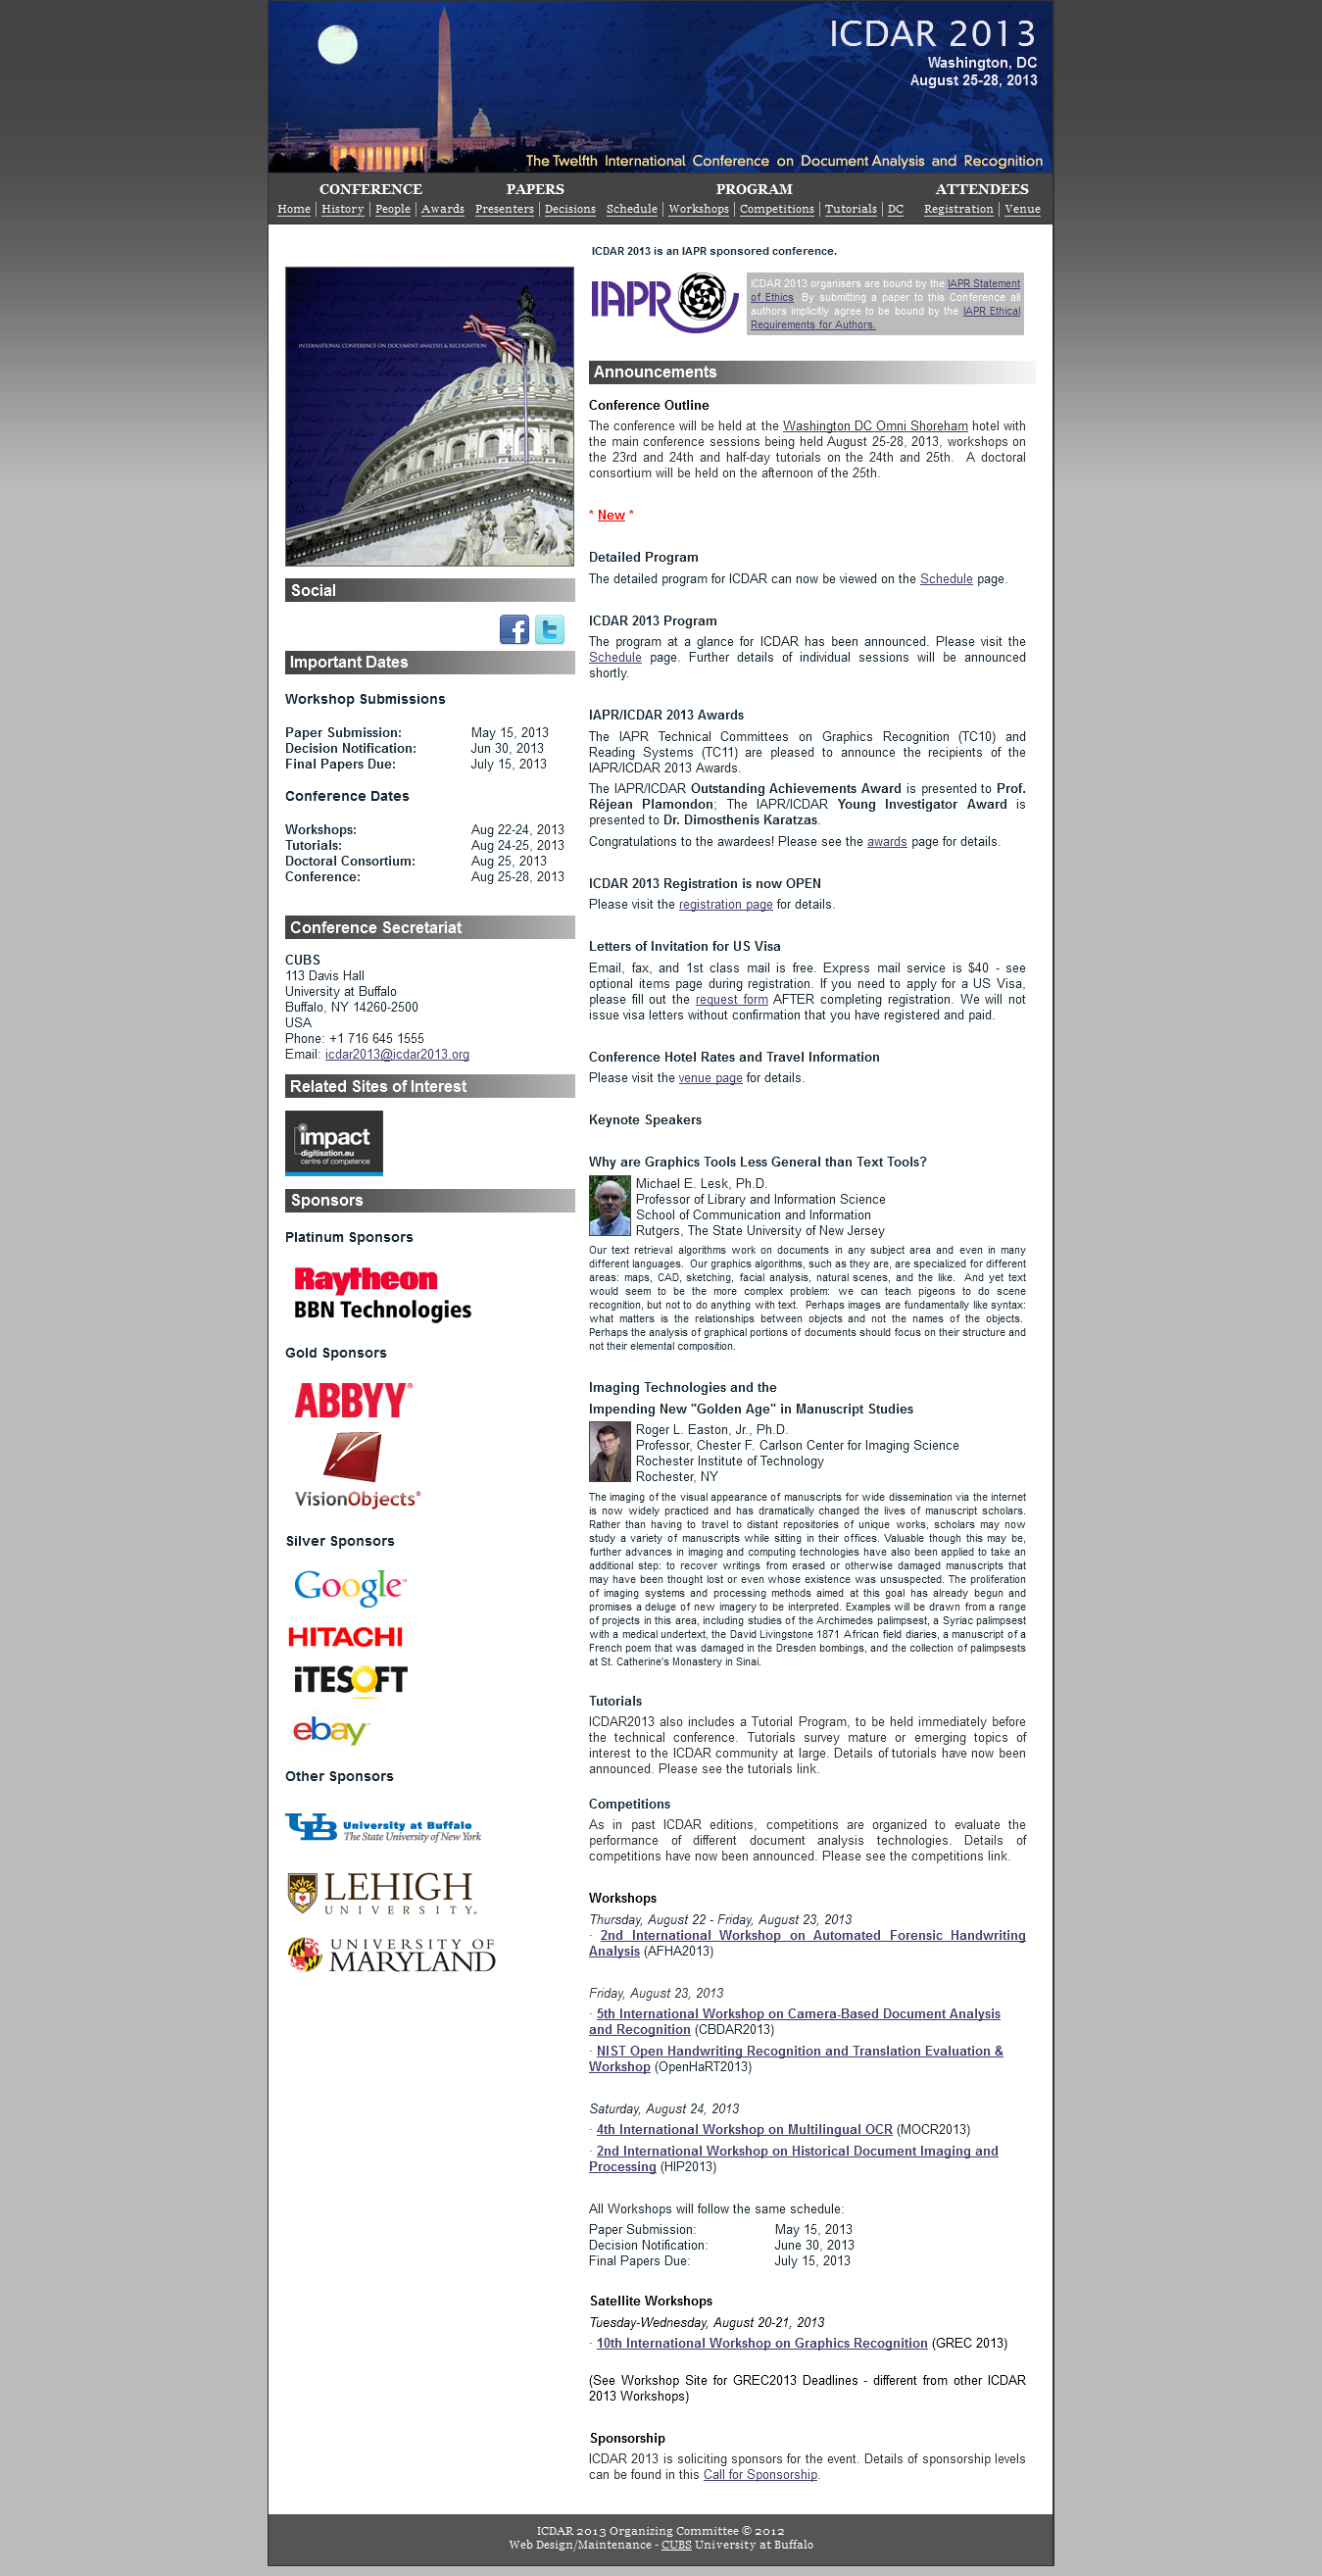 ICDAR 2013
Washington, DC
August 25-28, 2013
The Twelfth International Conference on Document Analysis and Recognition
CONFERENCE PAPERS PROGRAM ATTENDEES
Home | History | People | Awards Presenters | Decisions Schedule | Workshops | Competitions | Tutorials | DC Registration | Venue
INTERNATIONAL CONFERENCE ON DOCUMENT ANALYSIS & RECOGNITION
Social
Important Dates
Workshop Submissions
Paper Submission: May 15, 2013
Decision Notification: Jun 30, 2013
Final Papers Due: July 15, 2013
Conference Dates
Workshops: Aug 22-24, 2013
Tutorials: Aug 24-25, 2013
Doctoral Consortium: Aug 25, 2013
Conference: Aug 25-28, 2013
Conference Secretariat
CUBS
113 Davis Hall
University at Buffalo
Buffalo, NY 14260-2500
USA
Phone: +1 716 645 1555
Email: icdar2013@icdar2013.org
Related Sites of Interest
impact
digitisation.eu
centre of competence
Sponsors
Platinum Sponsors
Raytheon
BBN Technologies
Gold Sponsors
ABBYY®
VisionObjects®
Silver Sponsors
Google™
HITACHI
iTESOFT
ebay
Other Sponsors
UB University at Buffalo
The State University of New York
LEHIGH
UNIVERSITY.
UNIVERSITY OF
MARYLAND
ICDAR 2013 is an IAPR sponsored conference.
IAPR
ICDAR 2013 organisers are bound by the IAPR Statement
of Ethics. By submitting a paper to this Conference all
authors implicitly agree to be bound by the IAPR Ethical
Requirements for Authors.
Announcements
Conference Outline
The conference will be held at the Washington DC Omni Shoreham hotel with
the main conference sessions being held August 25-28, 2013, workshops on
the 23rd and 24th and half-day tutorials on the 24th and 25th. A doctoral
consortium will be held on the afternoon of the 25th.
* New *
Detailed Program
The detailed program for ICDAR can now be viewed on the Schedule page.
ICDAR 2013 Program
The program at a glance for ICDAR has been announced. Please visit the
Schedule page. Further details of individual sessions will be announced
shortly.
IAPR/ICDAR 2013 Awards
The IAPR Technical Committees on Graphics Recognition (TC10) and
Reading Systems (TC11) are pleased to announce the recipients of the
IAPR/ICDAR 2013 Awards.
The IAPR/ICDAR Outstanding Achievements Award is presented to Prof.
Réjean Plamondon; The IAPR/ICDAR Young Investigator Award is
presented to Dr. Dimosthenis Karatzas.
Congratulations to the awardees! Please see the awards page for details.
ICDAR 2013 Registration is now OPEN
Please visit the registration page for details.
Letters of Invitation for US Visa
Email, fax, and 1st class mail is free. Express mail service is $40 - see
optional items page during registration. If you need to apply for a US Visa,
please fill out the request form AFTER completing registration. We will not
issue visa letters without confirmation that you have registered and paid.
Conference Hotel Rates and Travel Information
Please visit the venue page for details.
Keynote Speakers
Why are Graphics Tools Less General than Text Tools?
Michael E. Lesk, Ph.D.
Professor of Library and Information Science
School of Communication and Information
Rutgers, The State University of New Jersey
Our text retrieval algorithms work on documents in any subject area and even in many
different languages. Our graphics algorithms, such as they are, are specialized for different
areas: maps, CAD, sketching, facial analysis, natural scenes, and the like. And yet text
would seem to be the more complex problem: we can teach pigeons to do scene
recognition, but not to do anything with text. Perhaps images are fundamentally like syntax:
what matters is the relationships between objects and not the names of the objects.
Perhaps the analysis of graphical portions of documents should focus on their structure and
not their elemental composition.
Imaging Technologies and the
Impending New "Golden Age" in Manuscript Studies
Roger L. Easton, Jr., Ph.D.
Professor, Chester F. Carlson Center for Imaging Science
Rochester Institute of Technology
Rochester, NY
The imaging of the visual appearance of manuscripts for wide dissemination via the internet
is now widely practiced and has dramatically changed the lives of manuscript scholars.
Rather than having to travel to distant repositories of unique works, scholars may now
study a variety of manuscripts while sitting in their offices. Valuable though this may be,
further advances in imaging and computing technologies have also been applied to take an
additional step: to recover writings from erased or otherwise damaged manuscripts that
may have been thought lost or even whose existence was unsuspected. The proliferation
of imaging systems and processing methods aimed at this goal has already begun and
promises a deluge of new imagery to be interpreted. Examples will be drawn from a range
of projects in this area, including studies of the Archimedes palimpsest, a Syriac palimpsest
with a medical undertext, the David Livingstone 1871 African field diaries, a manuscript of a
French poem that was damaged in the Dresden bombings, and the collection of palimpsests
at St. Catherine's Monastery in Sinai.
Tutorials
ICDAR2013 also includes a Tutorial Program, to be held immediately before
the technical conference. Tutorials survey mature or emerging topics of
interest to the ICDAR community at large. Details of tutorials have now been
announced. Please see the tutorials link.
Competitions
As in past ICDAR editions, competitions are organized to evaluate the
performance of different document analysis technologies. Details of
competitions have now been announced. Please see the competitions link.
Workshops
Thursday, August 22 - Friday, August 23, 2013
· 2nd International Workshop on Automated Forensic Handwriting
Analysis (AFHA2013)
Friday, August 23, 2013
· 5th International Workshop on Camera-Based Document Analysis
and Recognition (CBDAR2013)
· NIST Open Handwriting Recognition and Translation Evaluation &
Workshop (OpenHaRT2013)
Saturday, August 24, 2013
· 4th International Workshop on Multilingual OCR (MOCR2013)
· 2nd International Workshop on Historical Document Imaging and
Processing (HIP2013)
All Workshops will follow the same schedule:
Paper Submission: May 15, 2013
Decision Notification: June 30, 2013
Final Papers Due: July 15, 2013
Satellite Workshops
Tuesday-Wednesday, August 20-21, 2013
· 10th International Workshop on Graphics Recognition (GREC 2013)
(See Workshop Site for GREC2013 Deadlines - different from other ICDAR
2013 Workshops)
Sponsorship
ICDAR 2013 is soliciting sponsors for the event. Details of sponsorship levels
can be found in this Call for Sponsorship.
ICDAR 2013 Organizing Committee © 2012
Web Design/Maintenance - CUBS University at Buffalo